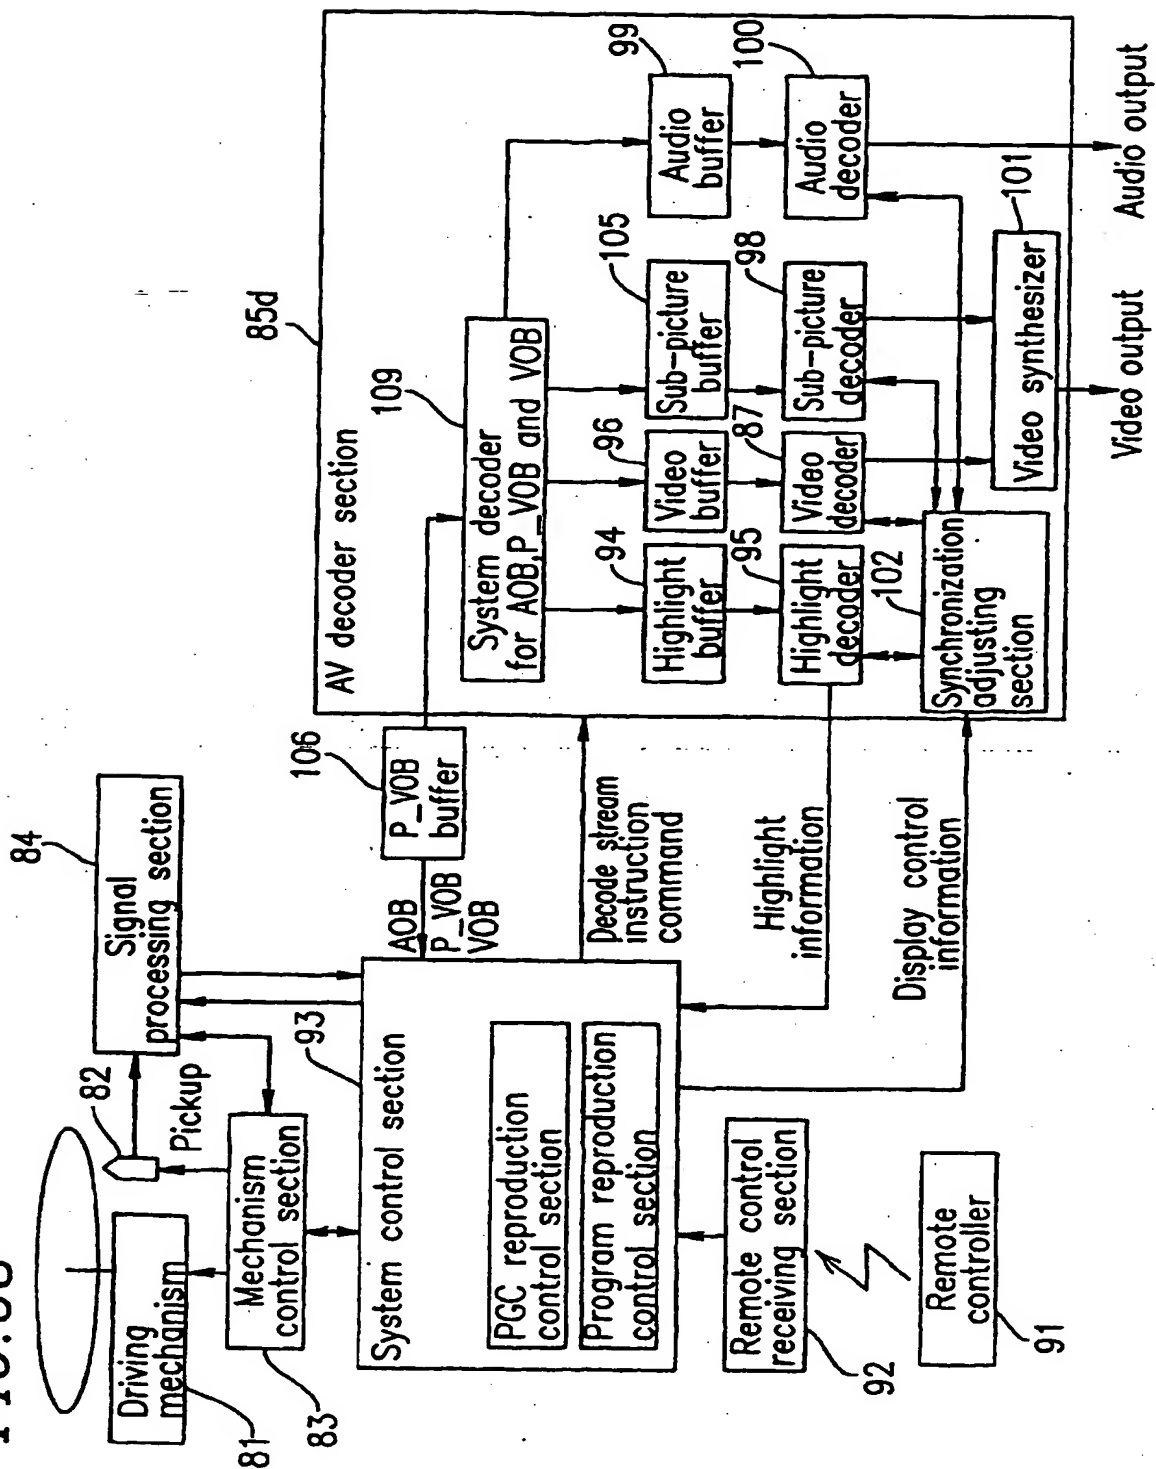 81
Driving
mechanism
82
Pickup
83
Mechanism
control section
84
Signal
processing section
93
System control section
PGC reproduction
control section
Program reproduction
control section
92
Remote control
receiving section
91
Remote
controller
AOB
P_VOB
VOB
106
P_VOB
buffer
Decode stream
instruction
command
Highlight
information
Display control
information
85d
AV decoder section
109
System decoder
for AOB,P_VOB and VOB
94
Highlight
buffer
96
Video
buffer
105
Sub-picture
buffer
99
Audio
buffer
95
Highlight
decoder
87
Video
decoder
98
Sub-picture
decoder
100
Audio
decoder
102
Synchronization
adjusting
section
101
Video synthesizer
Video output
Audio output